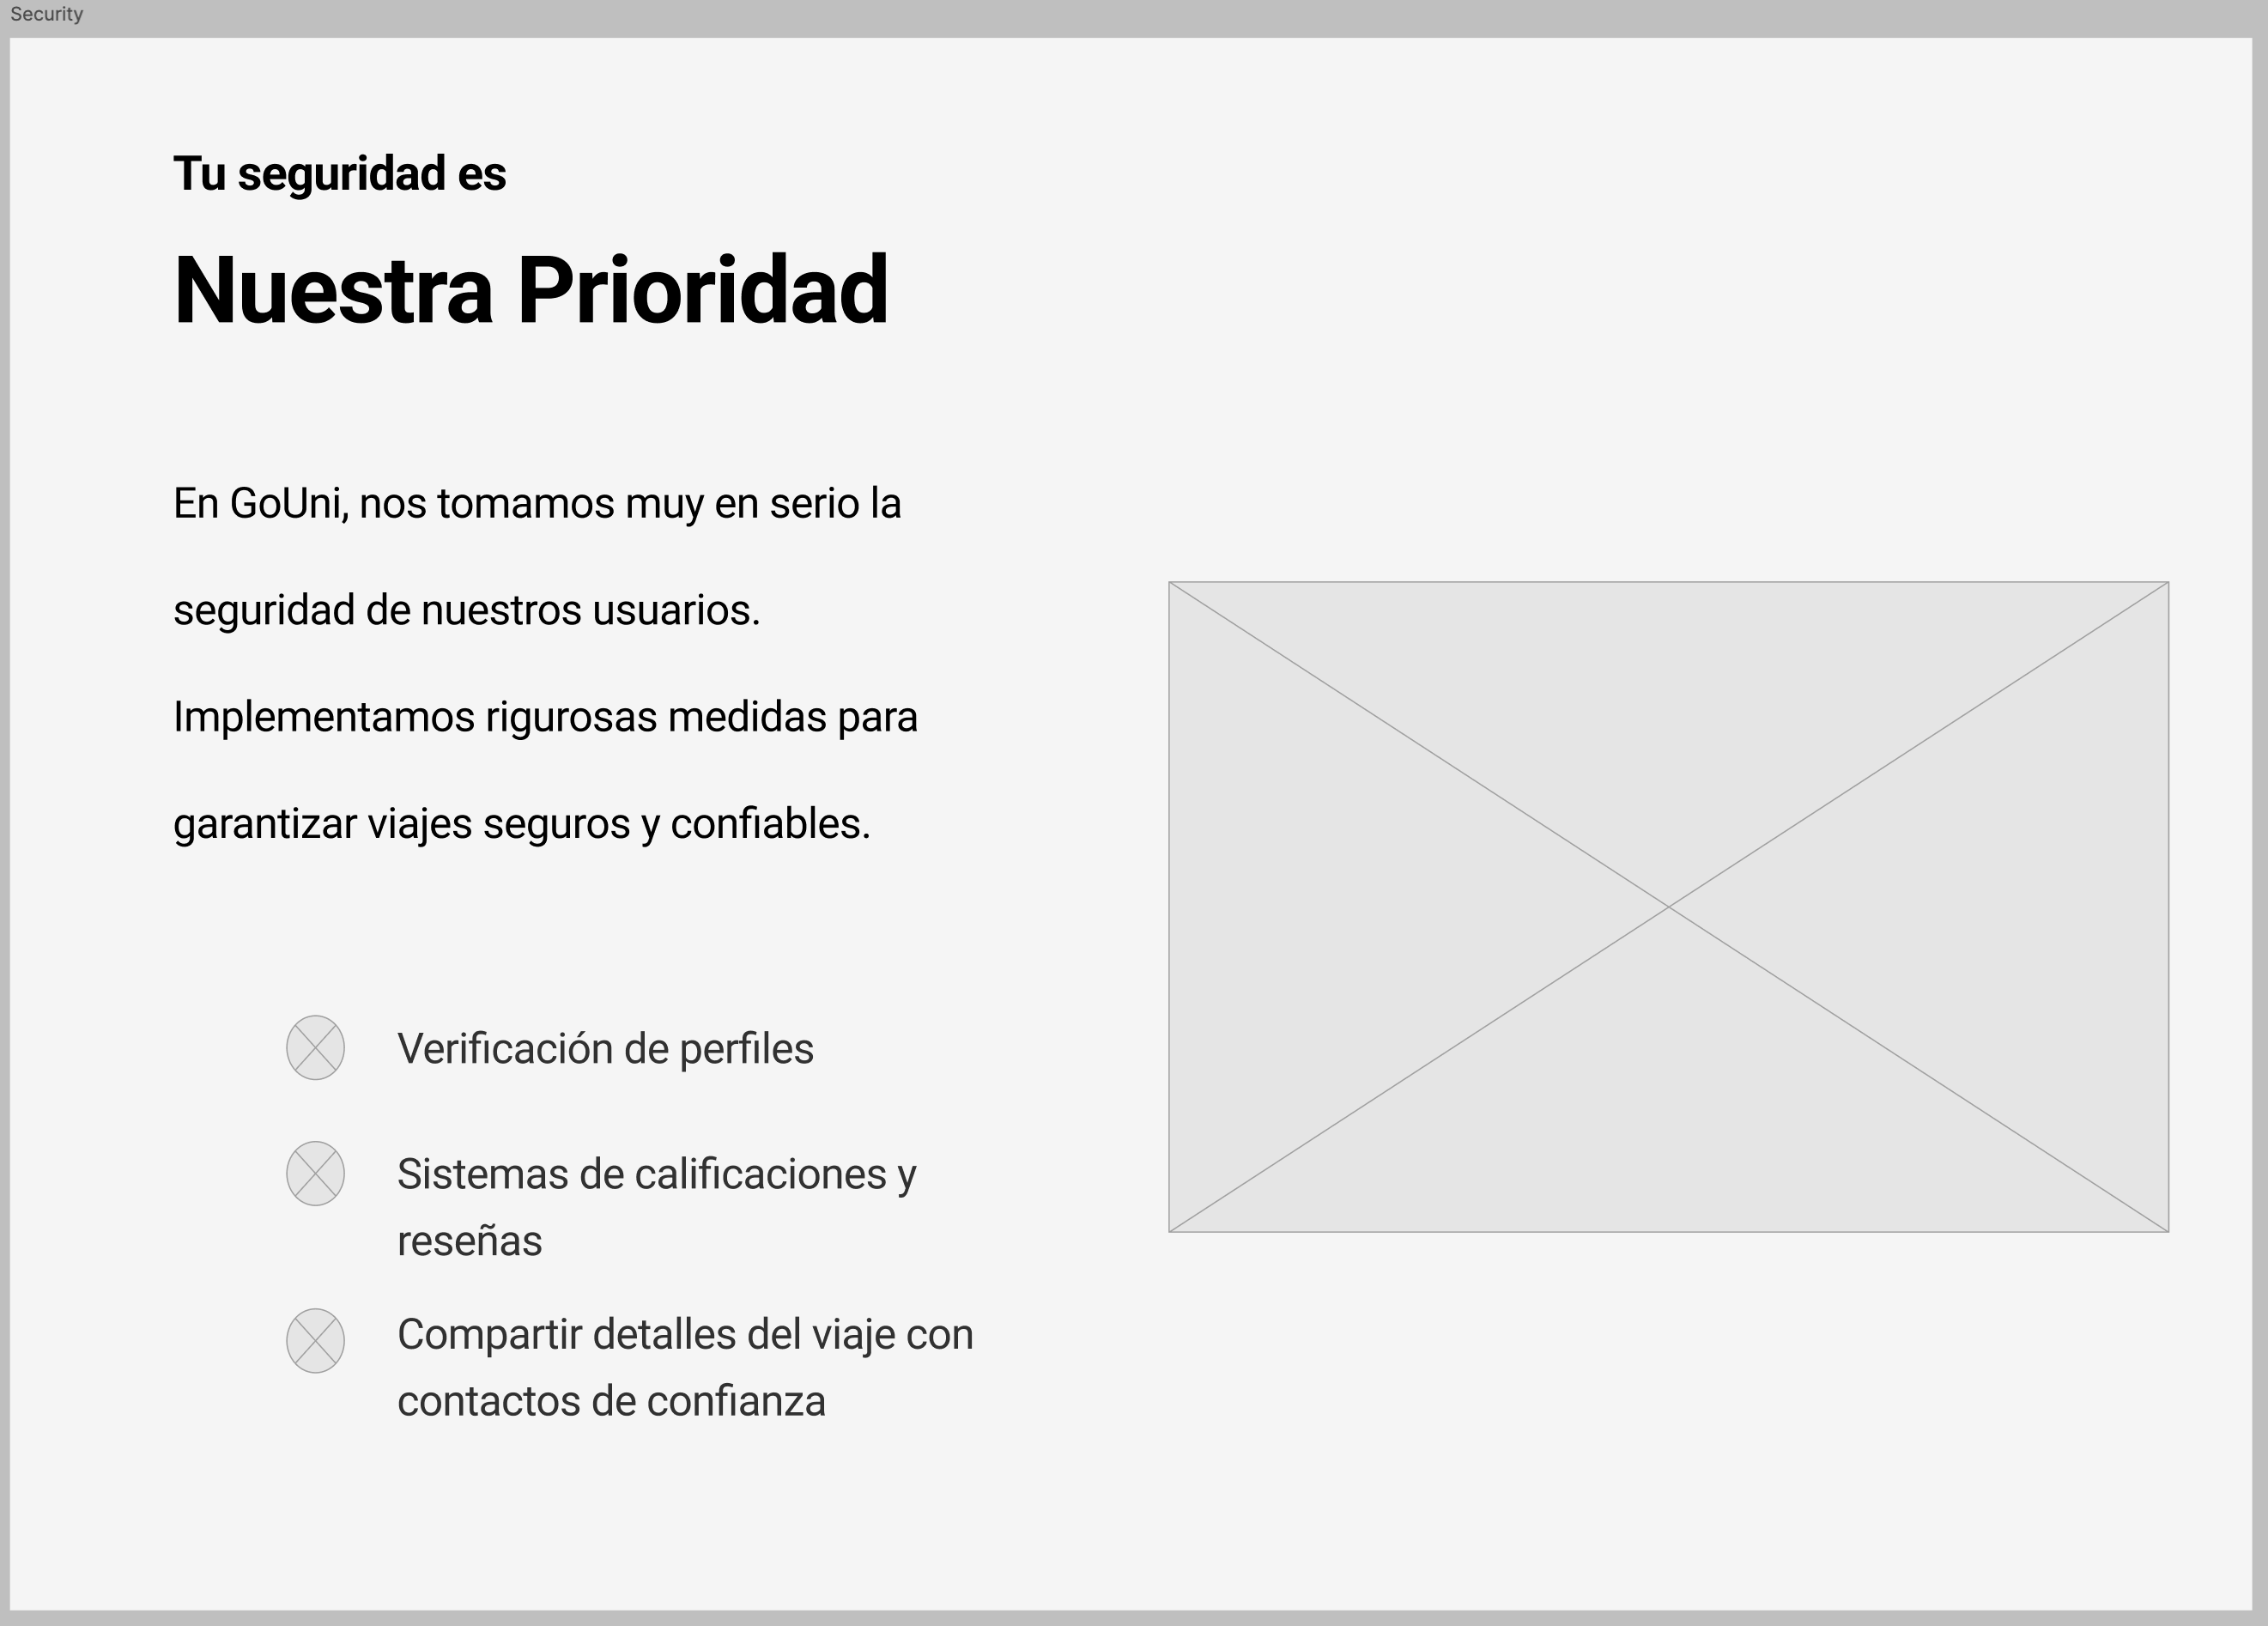 Security
Tu seguridad es
Nuestra Prioridad
En GoUni, nos tomamos muy en serio la
seguridad de nuestros usuarios.
Implementamos rigurosas medidas para
garantizar viajes seguros y confiables.
Verificación de perfiles
Sistemas de calificaciones y
reseñas
Compartir detalles del viaje con
contactos de confianza